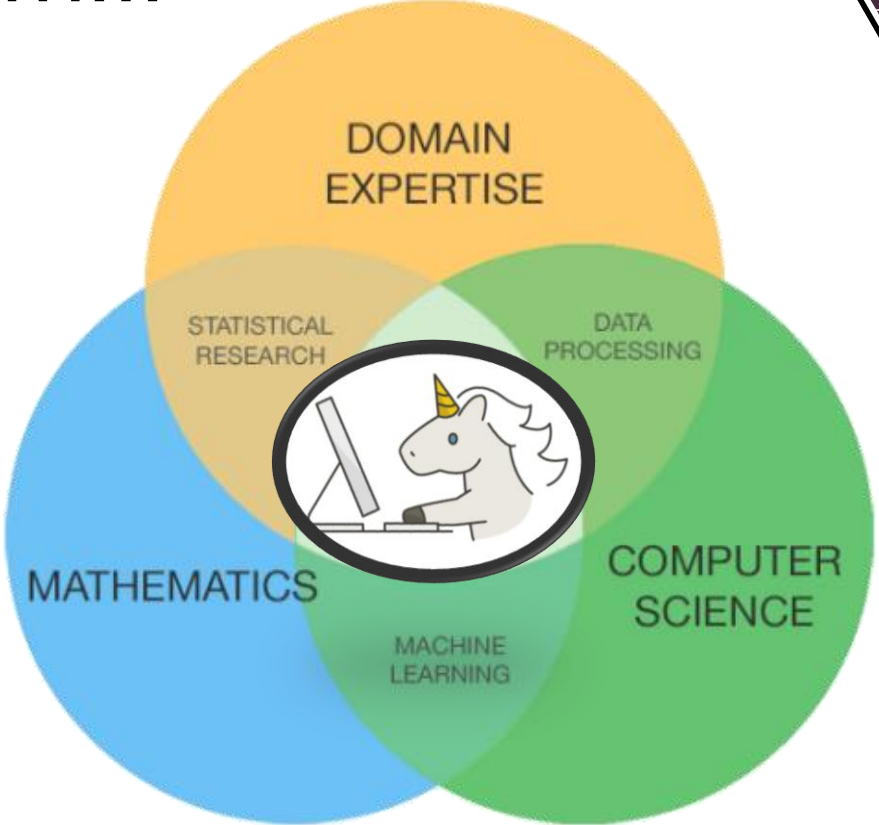 DOMAIN
EXPERTISE
STATISTICAL
RESEARCH
DATA
PROCESSING
MATHEMATICS
COMPUTER
SCIENCE
MACHINE
LEARNING